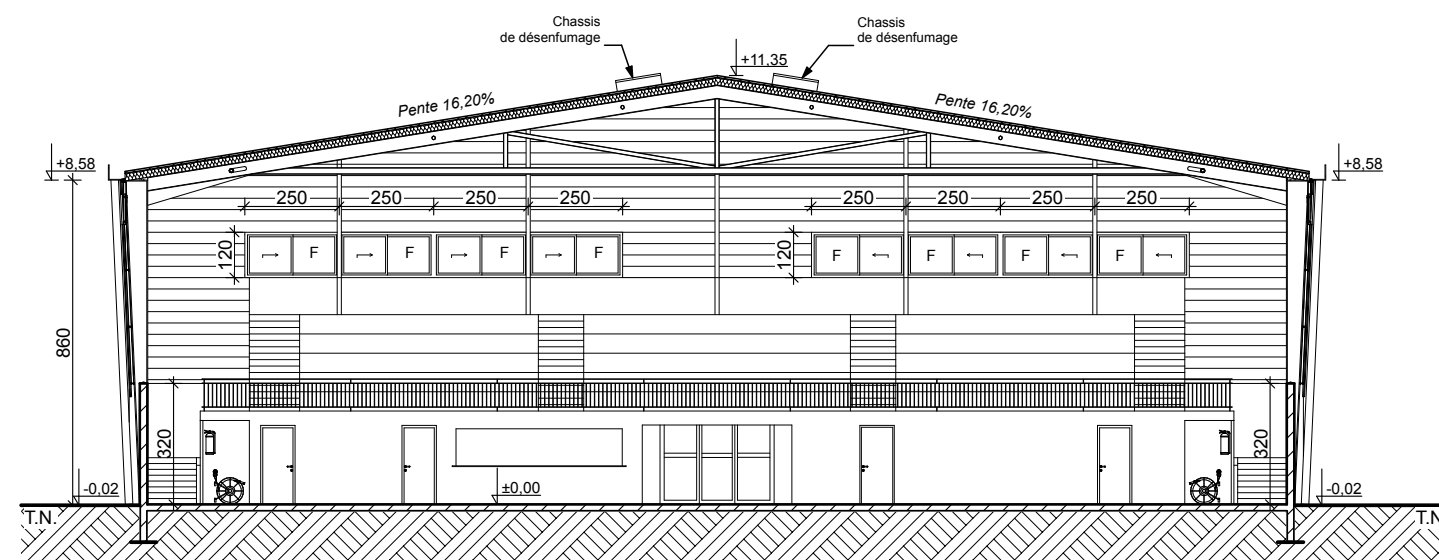 Chassis
de désenfumage
Chassis
de désenfumage
+11,35
Pente 16,20%
Pente 16,20%
+8,58
+8,58
250 250 250 250
250 250 250 250
120
F F F F
120
F F F F
860
320
320
-0,02
±0,00
-0,02
T.N.
T.N